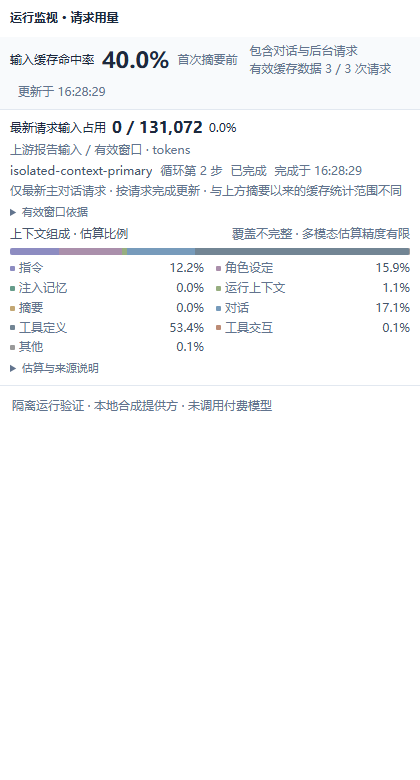 运行监视 · 请求用量
输入缓存命中率 40.0% 首次摘要前 包含对话与后台请求
有效缓存数据 3 / 3 次请求
更新于 16:28:29
最新请求输入占用 0 / 131,072 0.0%
上游报告输入 / 有效窗口 · tokens
isolated-context-primary 循环第 2 步 已完成 完成于 16:28:29
仅最新主对话请求 · 按请求完成更新 · 与上方摘要以来的缓存统计范围不同
▶ 有效窗口依据
上下文组成 · 估算比例 覆盖不完整 · 多模态估算精度有限
指令 12.2% 角色设定 15.9%
注入记忆 0.0% 运行上下文 1.1%
摘要 0.0% 对话 17.1%
工具定义 53.4% 工具交互 0.1%
其他 0.1%
▶ 估算与来源说明
隔离运行验证 · 本地合成提供方 · 未调用付费模型